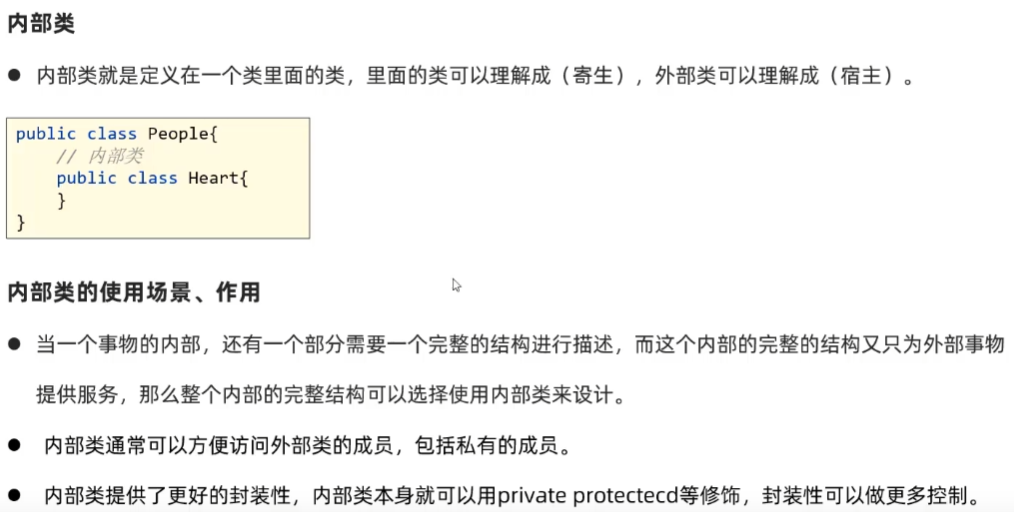 内部类
● 内部类就是定义在一个类里面的类，里面的类可以理解成（寄生），外部类可以理解成（宿主）。
public class People{
// 内部类
public class Heart{
}
}
内部类的使用场景、作用
● 当一个事物的内部，还有一个部分需要一个完整的结构进行描述，而这个内部的完整的结构又只为外部事物
提供服务，那么整个内部的完整结构可以选择使用内部类来设计。
● 内部类通常可以方便访问外部类的成员，包括私有的成员。
● 内部类提供了更好的封装性，内部类本身就可以用private protectecd等修饰，封装性可以做更多控制。